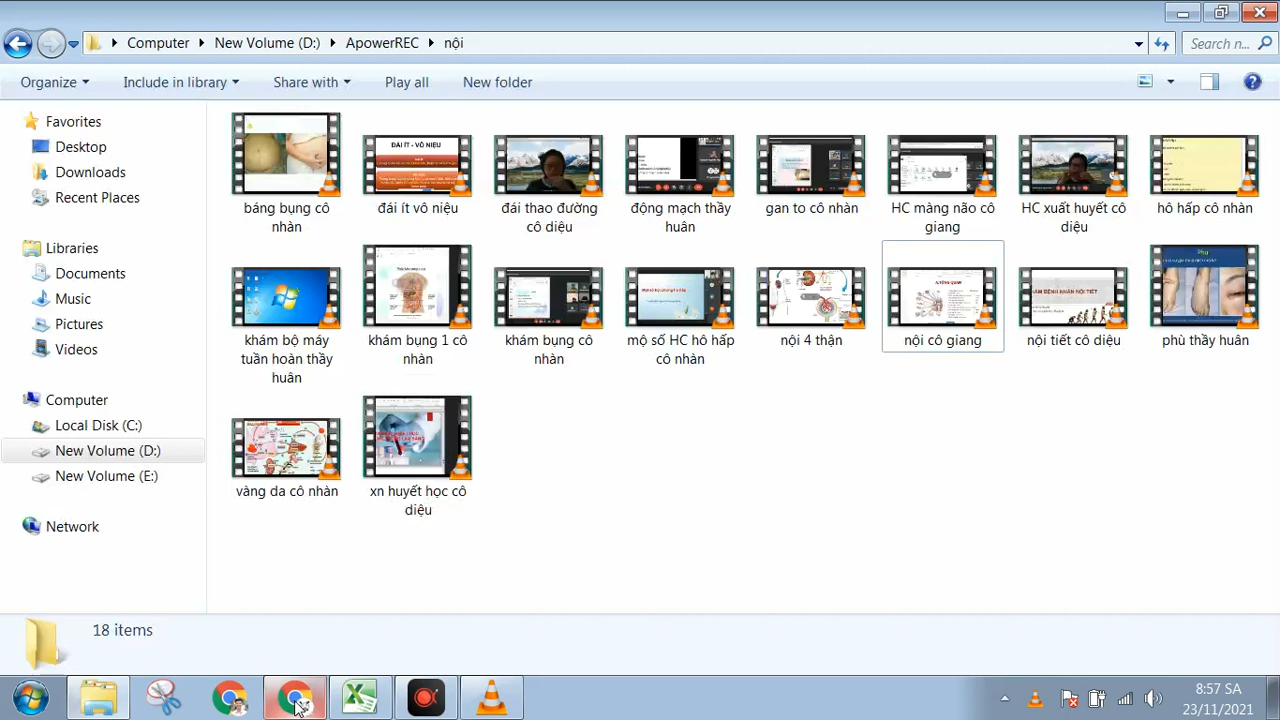 Computer New Volume (D:) ApowerREC nội
Search n...
Organize Include in library Share with Play all New folder
Favorites
Desktop
Downloads
Recent Places
Libraries
Documents
Music
Pictures
Videos
Computer
Local Disk (C:)
New Volume (D:)
New Volume (E:)
Network
ĐÁI ÍT - VÔ NIỆU
báng bụng cô nhàn
đái ít vô niệu
đái thao đường cô diệu
động mạch thầy huân
gan to cô nhàn
HC màng não cô giang
HC xuất huyết cô diệu
hô hấp cô nhàn
khám bộ máy tuần hoàn thầy huân
khám bụng 1 cô nhàn
khám bụng cô nhàn
mộ số HC hô hấp cô nhàn
nội 4 thận
nội cô giang
nội tiết cô diệu
phù thầy huân
vàng da cô nhàn
xn huyết học cô diệu
18 items
8:57 SA
23/11/2021